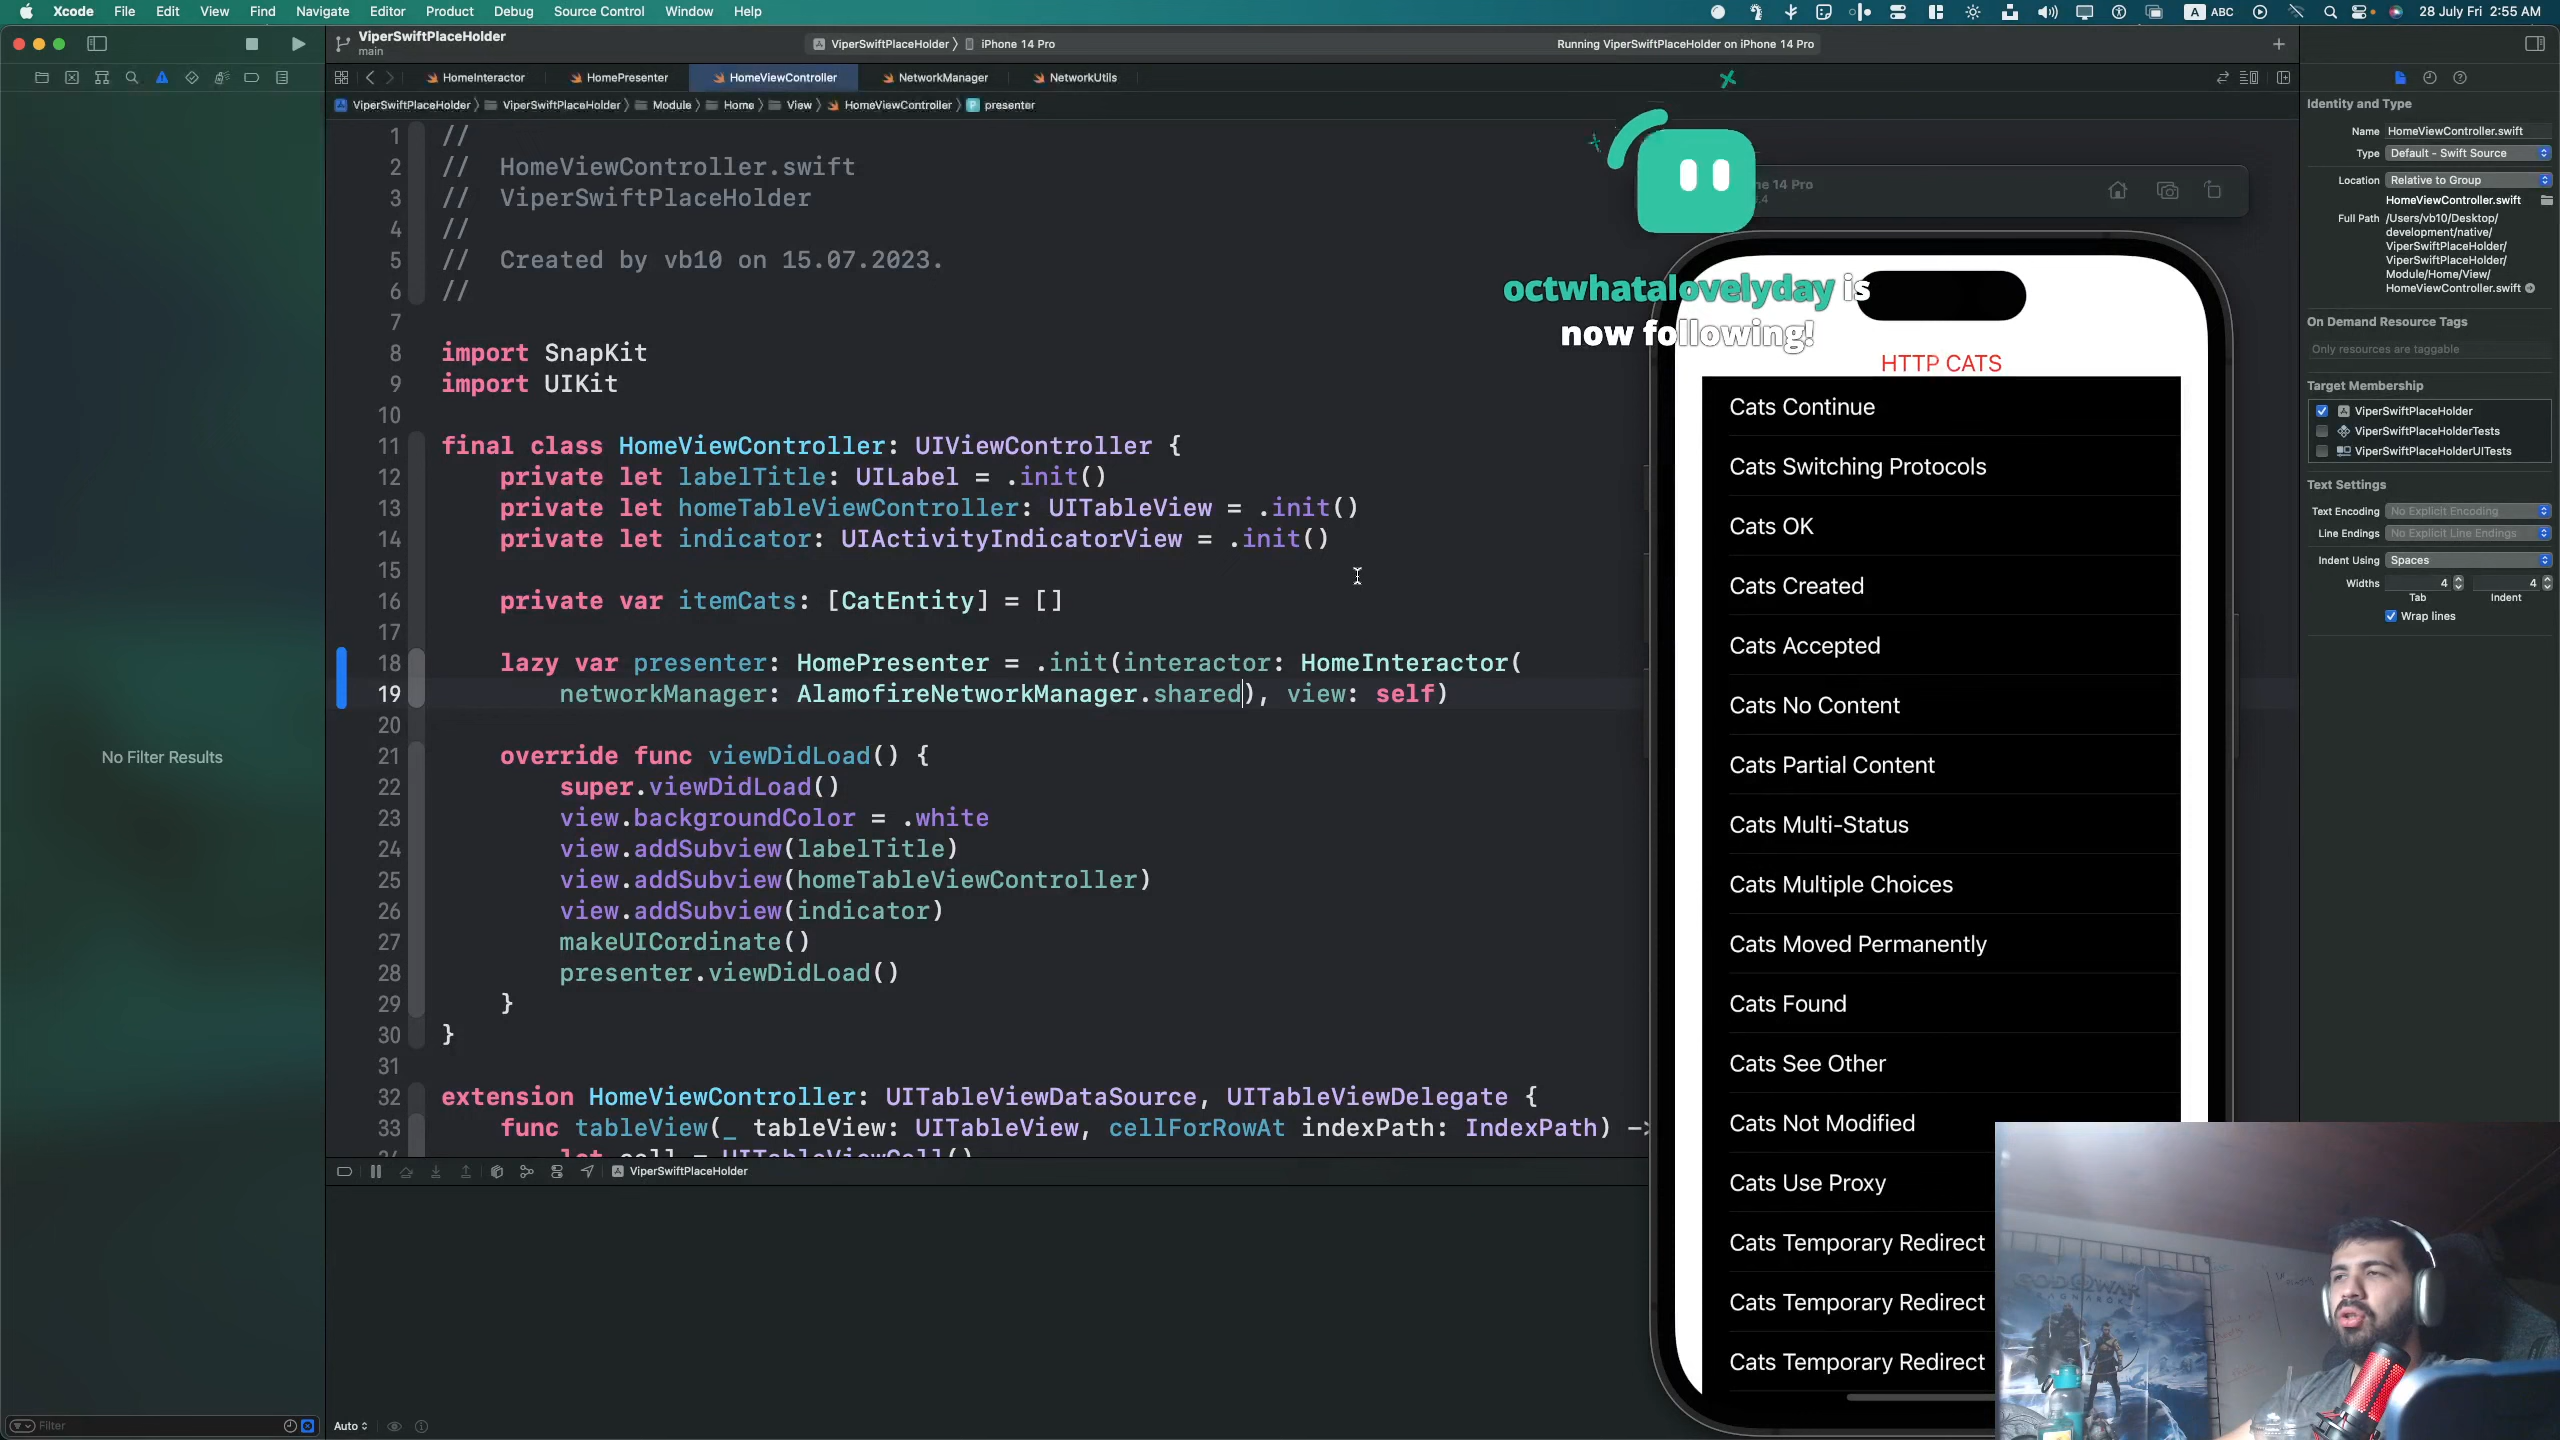 Xcode File Edit View Find Navigate Editor Product Debug Source Control Window Help
ABC 28 July Fri 2:55 AM
ViperSwiftPlaceHolder
main
ViperSwiftPlaceHolder iPhone 14 Pro
Running ViperSwiftPlaceHolder on iPhone 14 Pro
HomeInteractor HomePresenter HomeViewController NetworkManager NetworkUtils
ViperSwiftPlaceHolder ViperSwiftPlaceHolder Module Home View HomeViewController presenter
1 //
2 // HomeViewController.swift
3 // ViperSwiftPlaceHolder
4 //
5 // Created by vb10 on 15.07.2023.
6 //
7
8 import SnapKit
9 import UIKit
10
11 final class HomeViewController: UIViewController {
12 private let labelTitle: UILabel = .init()
13 private let homeTableViewController: UITableView = .init()
14 private let indicator: UIActivityIndicatorView = .init()
15
16 private var itemCats: [CatEntity] = []
17
18 lazy var presenter: HomePresenter = .init(interactor: HomeInteractor(
19 networkManager: AlamofireNetworkManager.shared), view: self)
20
21 override func viewDidLoad() {
22 super.viewDidLoad()
23 view.backgroundColor = .white
24 view.addSubview(labelTitle)
25 view.addSubview(homeTableViewController)
26 view.addSubview(indicator)
27 makeUICordinate()
28 presenter.viewDidLoad()
29 }
30 }
31
32 extension HomeViewController: UITableViewDataSource, UITableViewDelegate {
33 func tableView(_ tableView: UITableView, cellForRowAt indexPath: IndexPath) ->
let cell = UITableViewCell()
No Filter Results
Filter
ViperSwiftPlaceHolder
Auto
14 Pro
octwhatalovelyday is
now following!
HTTP CATS
Cats Continue
Cats Switching Protocols
Cats OK
Cats Created
Cats Accepted
Cats No Content
Cats Partial Content
Cats Multi-Status
Cats Multiple Choices
Cats Moved Permanently
Cats Found
Cats See Other
Cats Not Modified
Cats Use Proxy
Cats Temporary Redirect
Cats Temporary Redirect
Cats Temporary Redirect
Identity and Type
Name HomeViewController.swift
Type Default - Swift Source
Location Relative to Group
HomeViewController.swift
Full Path /Users/vb10/Desktop/
development/native/
ViperSwiftPlaceHolder/
ViperSwiftPlaceHolder/
Module/Home/View/
HomeViewController.swift
On Demand Resource Tags
Only resources are taggable
Target Membership
ViperSwiftPlaceHolder
ViperSwiftPlaceHolderTests
ViperSwiftPlaceHolderUITests
Text Settings
Text Encoding No Explicit Encoding
Line Endings No Explicit Line Endings
Indent Using Spaces
Widths 4 4
Tab Indent
Wrap lines
GOD OF WAR
RAGNARÖK